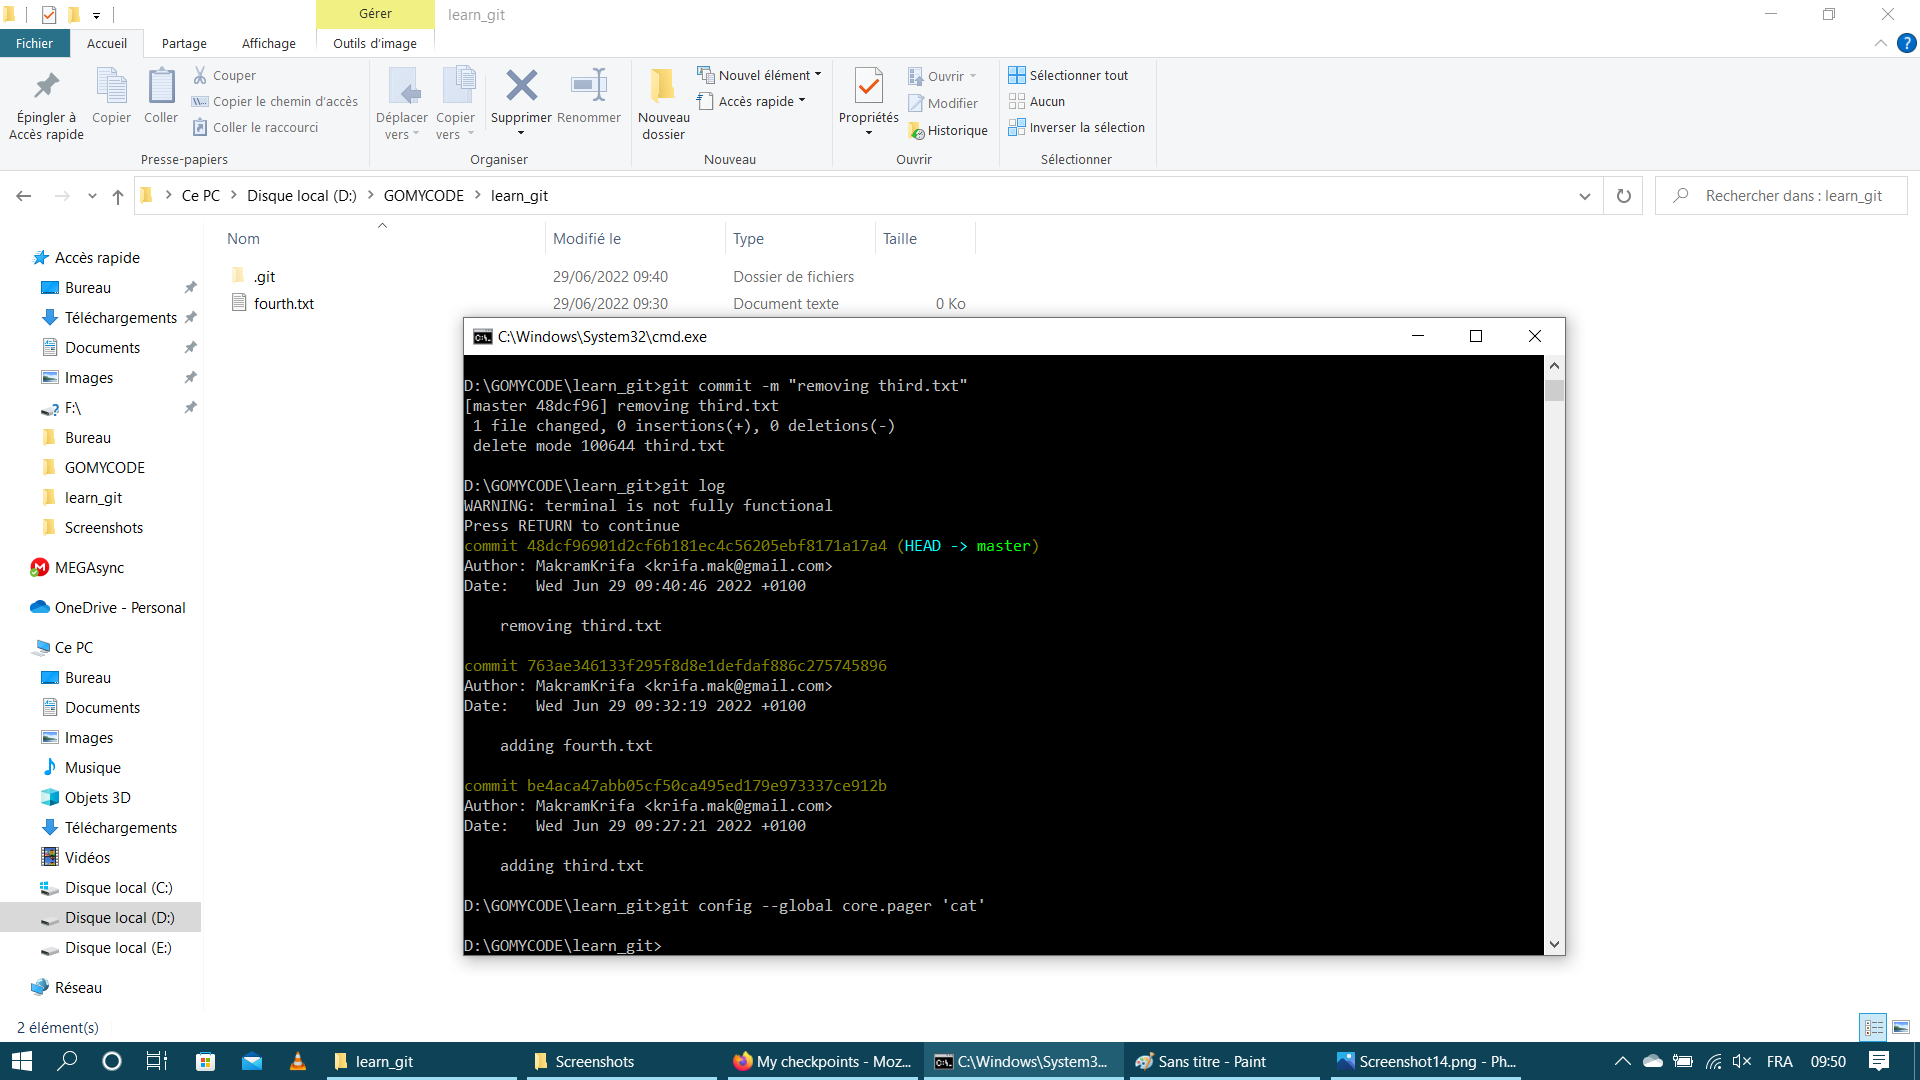 Gérer
learn_git
Fichier
Accueil
Partage
Affichage
Outils d'image
Épingler à Accès rapide
Copier
Coller
Couper
Copier le chemin d'accès
Coller le raccourci
Presse-papiers
Déplacer vers
Copier vers
Supprimer
Renommer
Organiser
Nouveau dossier
Nouvel élément
Accès rapide
Nouveau
Propriétés
Ouvrir
Modifier
Historique
Ouvrir
Sélectionner tout
Aucun
Inverser la sélection
Sélectionner
Ce PC > Disque local (D:) > GOMYCODE > learn_git
Rechercher dans : learn_git
Nom
Modifié le
Type
Taille
.git 29/06/2022 09:40 Dossier de fichiers
fourth.txt 29/06/2022 09:30 Document texte 0 Ko
Accès rapide
Bureau
Téléchargements
Documents
Images
F:\
Bureau
GOMYCODE
learn_git
Screenshots
MEGAsync
OneDrive - Personal
Ce PC
Bureau
Documents
Images
Musique
Objets 3D
Téléchargements
Vidéos
Disque local (C:)
Disque local (D:)
Disque local (E:)
Réseau
2 élément(s)
C:\Windows\System32\cmd.exe
D:\GOMYCODE\learn_git>git commit -m "removing third.txt"
[master 48dcf96] removing third.txt
1 file changed, 0 insertions(+), 0 deletions(-)
delete mode 100644 third.txt
D:\GOMYCODE\learn_git>git log
WARNING: terminal is not fully functional
Press RETURN to continue
commit 48dcf96901d2cf6b181ec4c56205ebf8171a17a4 (HEAD -> master)
Author: MakramKrifa <krifa.mak@gmail.com>
Date:   Wed Jun 29 09:40:46 2022 +0100
removing third.txt
commit 763ae346133f295f8d8e1defdaf886c275745896
Author: MakramKrifa <krifa.mak@gmail.com>
Date:   Wed Jun 29 09:32:19 2022 +0100
adding fourth.txt
commit be4aca47abb05cf50ca495ed179e973337ce912b
Author: MakramKrifa <krifa.mak@gmail.com>
Date:   Wed Jun 29 09:27:21 2022 +0100
adding third.txt
D:\GOMYCODE\learn_git>git config --global core.pager 'cat'
D:\GOMYCODE\learn_git>
learn_git
Screenshots
My checkpoints - Moz...
C:\Windows\System3...
Sans titre - Paint
Screenshot14.png - Ph...
FRA
09:50